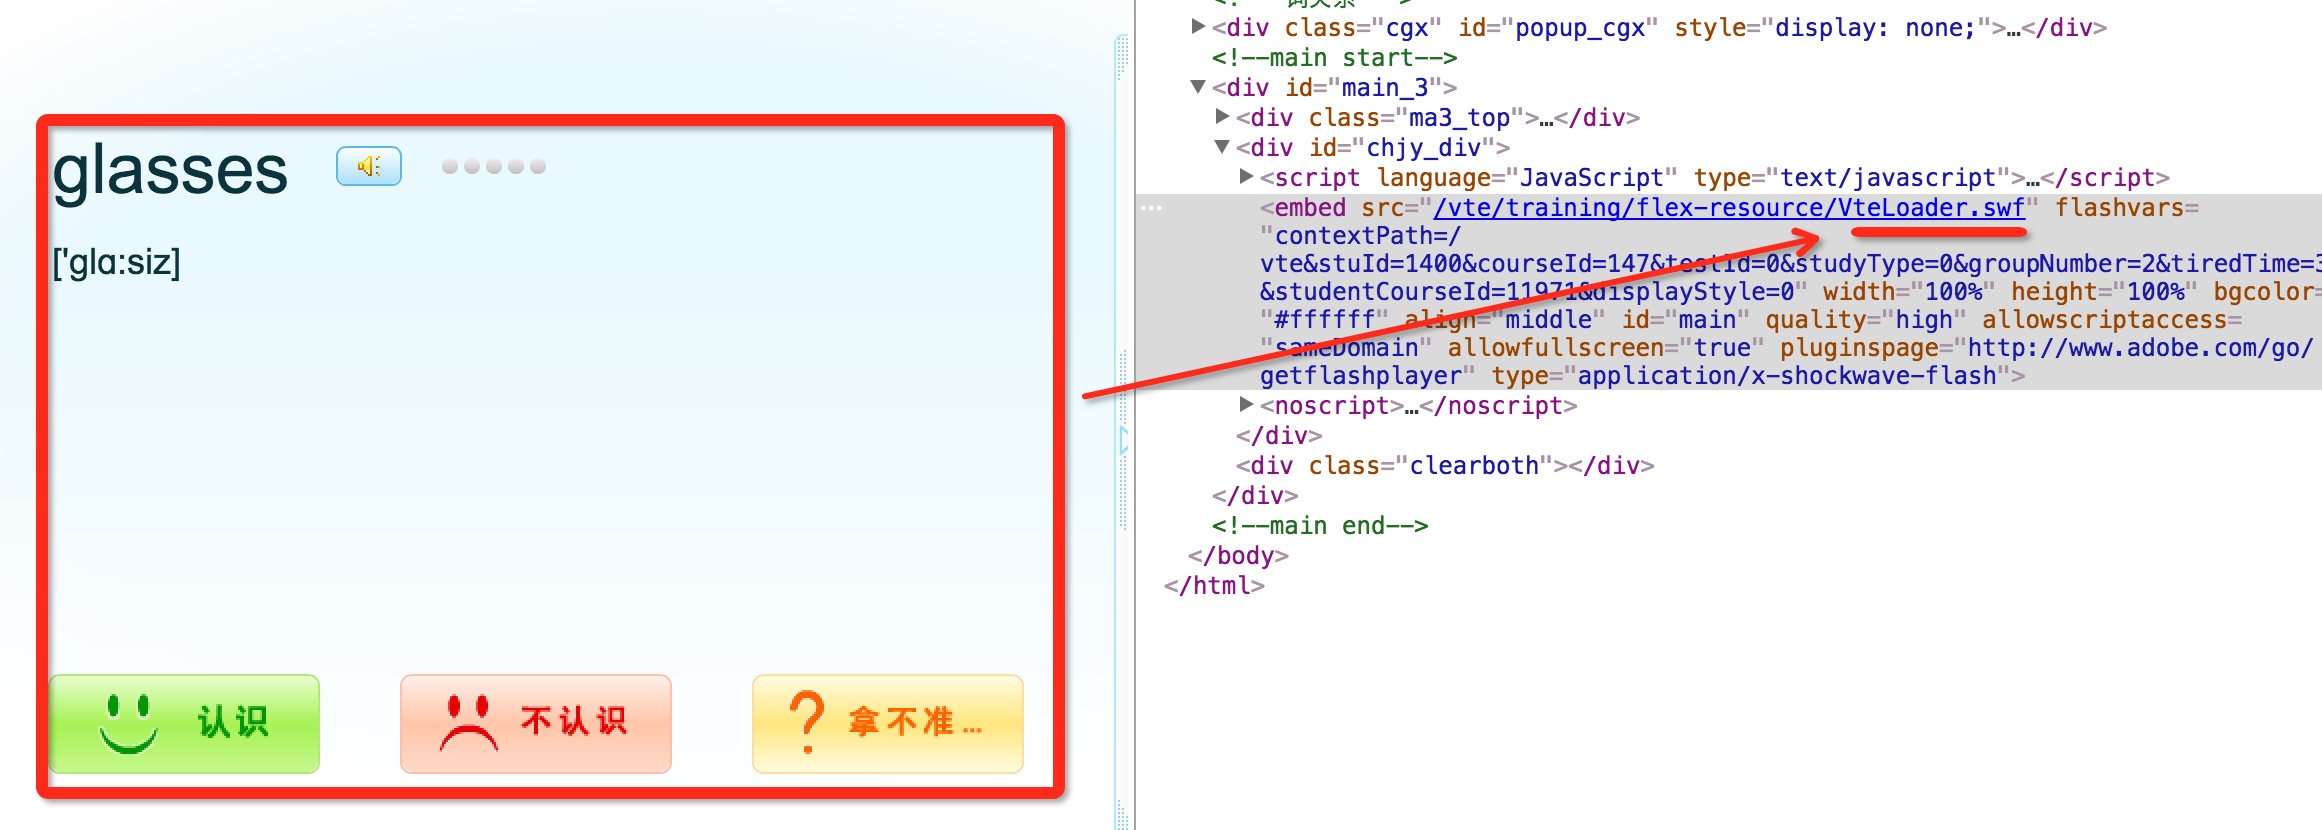 glasses
['glɑ:siz]
认识
不认识
拿不准...
<div class="cgx" id="popup_cgx" style="display: none;">…</div>
<!--main start-->
<div id="main_3">
<div class="ma3_top">…</div>
<div id="chjy_div">
<script language="JavaScript" type="text/javascript">…</script>
<embed src="/vte/training/flex-resource/VteLoader.swf" flashvars=
"contextPath=/
vte&stuId=1400&courseId=147&testId=0&studyType=0&groupNumber=2&tiredTime=3
&studentCourseId=11971&displayStyle=0" width="100%" height="100%" bgcolor=
"#ffffff" align="middle" id="main" quality="high" allowscriptaccess=
"sameDomain" allowfullscreen="true" pluginspage="http://www.adobe.com/go/
getflashplayer" type="application/x-shockwave-flash">
<noscript>…</noscript>
</div>
<div class="clearboth"></div>
</div>
<!--main end-->
</body>
</html>